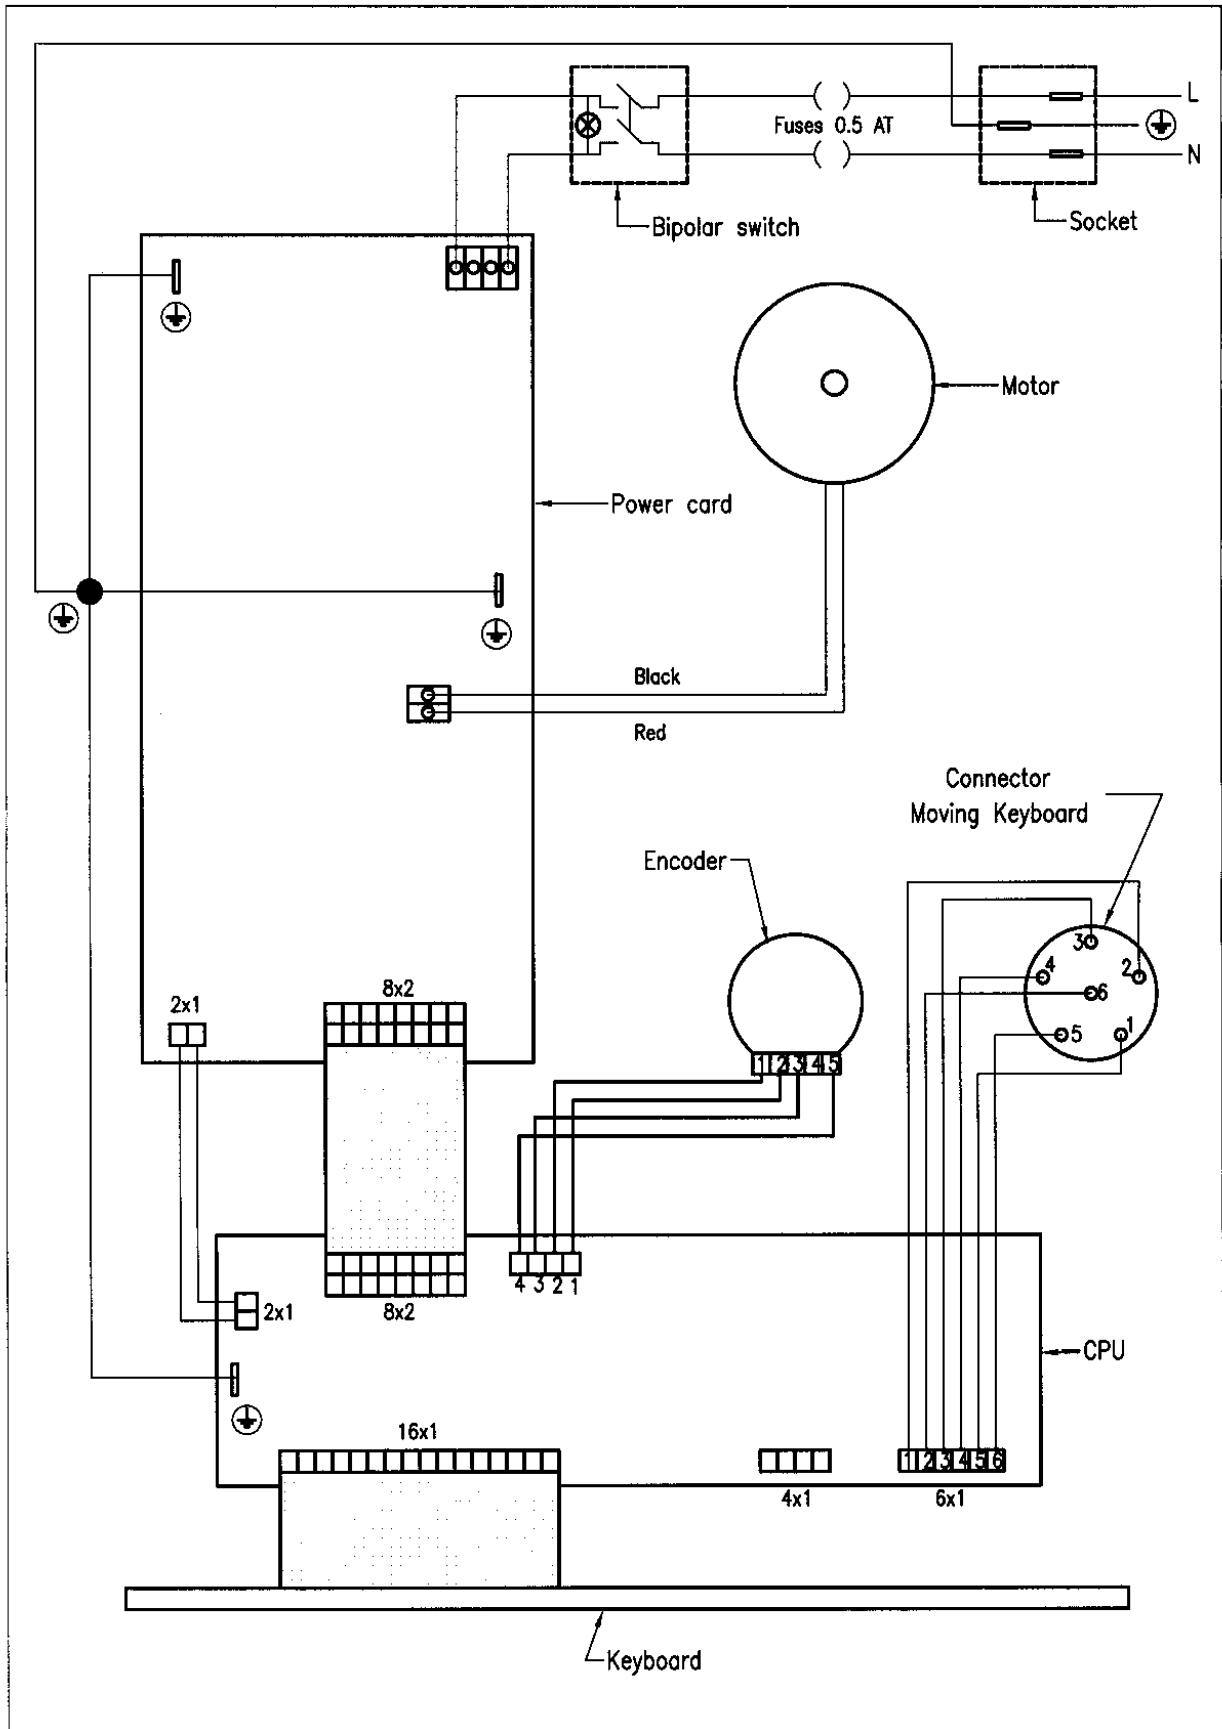 L
Fuses 0.5 AT
N
Bipolar switch
Socket
Motor
Power card
Black
Red
Connector
Moving Keyboard
Encoder
3
4
2
6
5
1
8x2
2x1
1 2 3 4 5
4 3 2 1
2x1
8x2
CPU
16x1
1 2 3 4 5 6
4x1
6x1
Keyboard